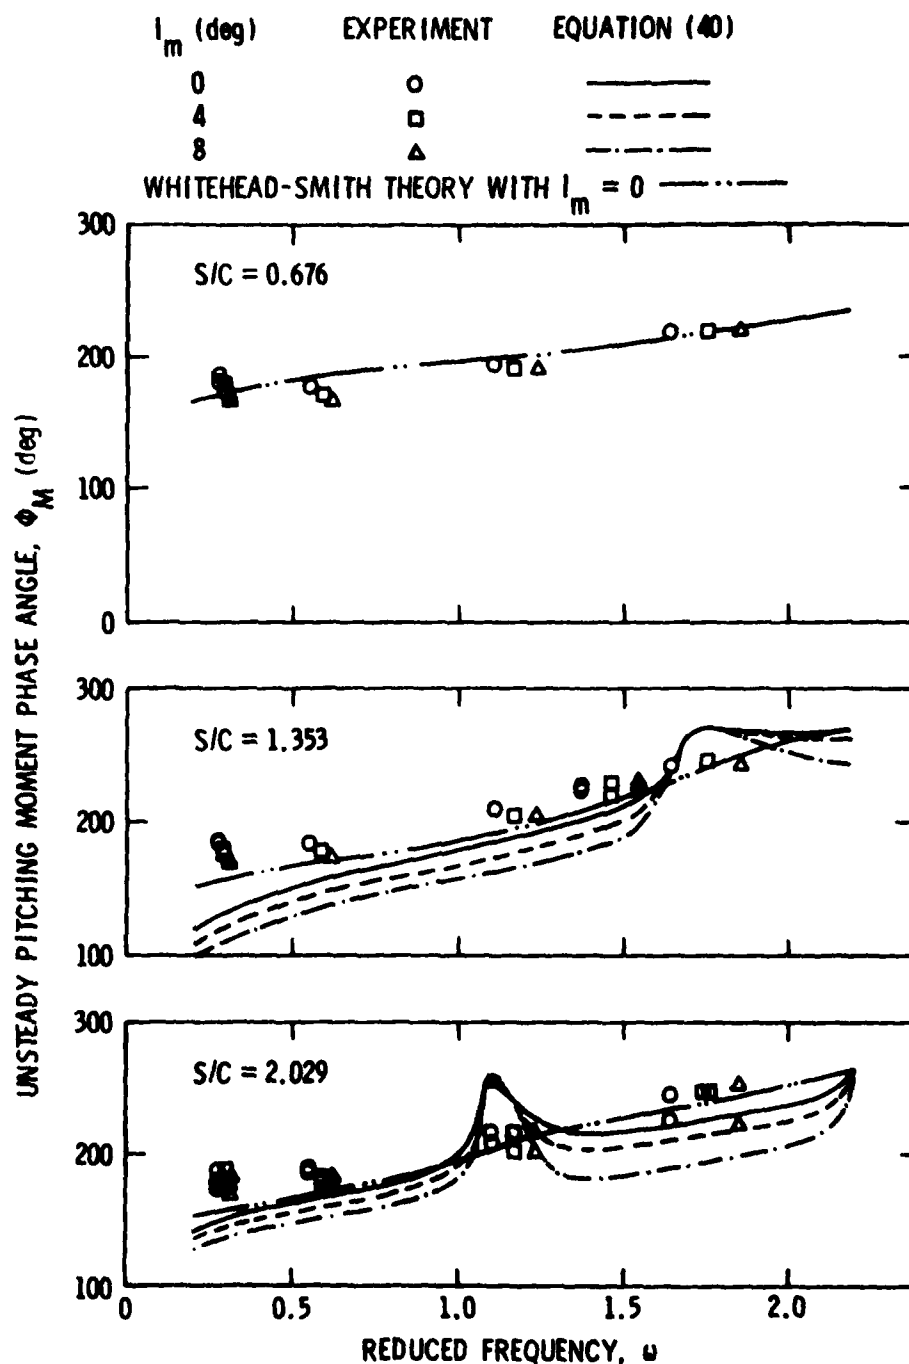 I_m (deg) EXPERIMENT EQUATION (40)
0
4
8
WHITEHEAD-SMITH THEORY WITH I_m = 0
UNSTEADY PITCHING MOMENT PHASE ANGLE, Φ_M (deg)
300
S/C = 0.676
200
100
0
300
S/C = 1.353
200
100
300
S/C = 2.029
200
100
0 0.5 1.0 1.5 2.0
REDUCED FREQUENCY, ω